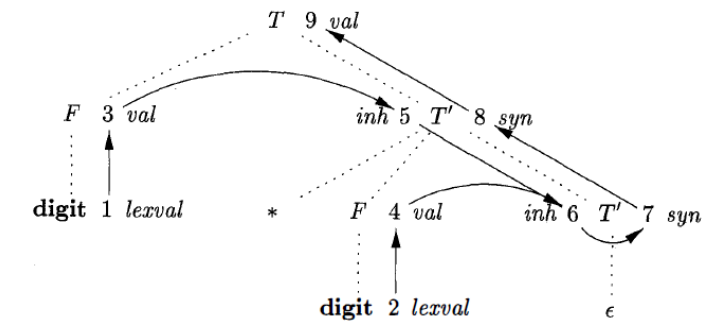 T 9 val
F 3 val inh 5 T′ 8 syn
digit 1 lexval * F 4 val inh 6 T′ 7 syn
digit 2 lexval ϵ